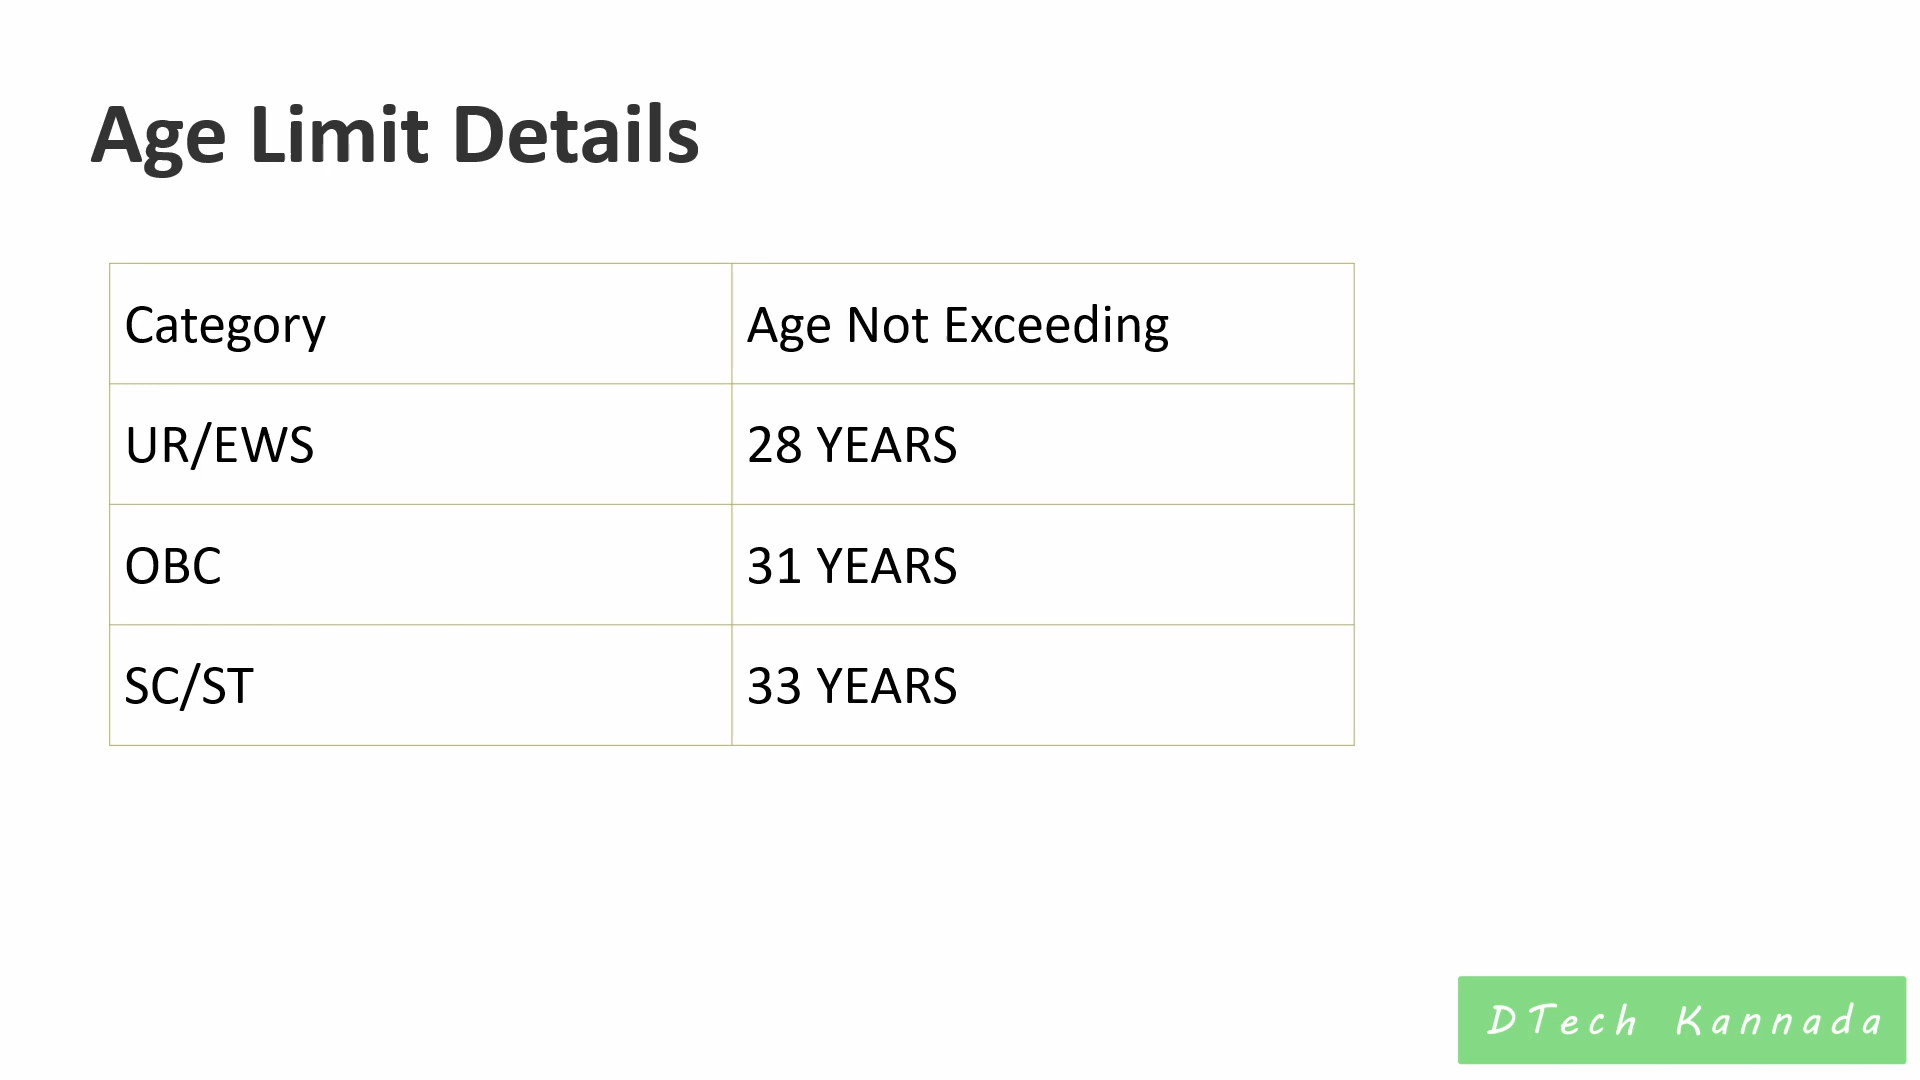 Age Limit Details
Category Age Not Exceeding
UR/EWS 28 YEARS
OBC 31 YEARS
SC/ST 33 YEARS
DTech Kannada